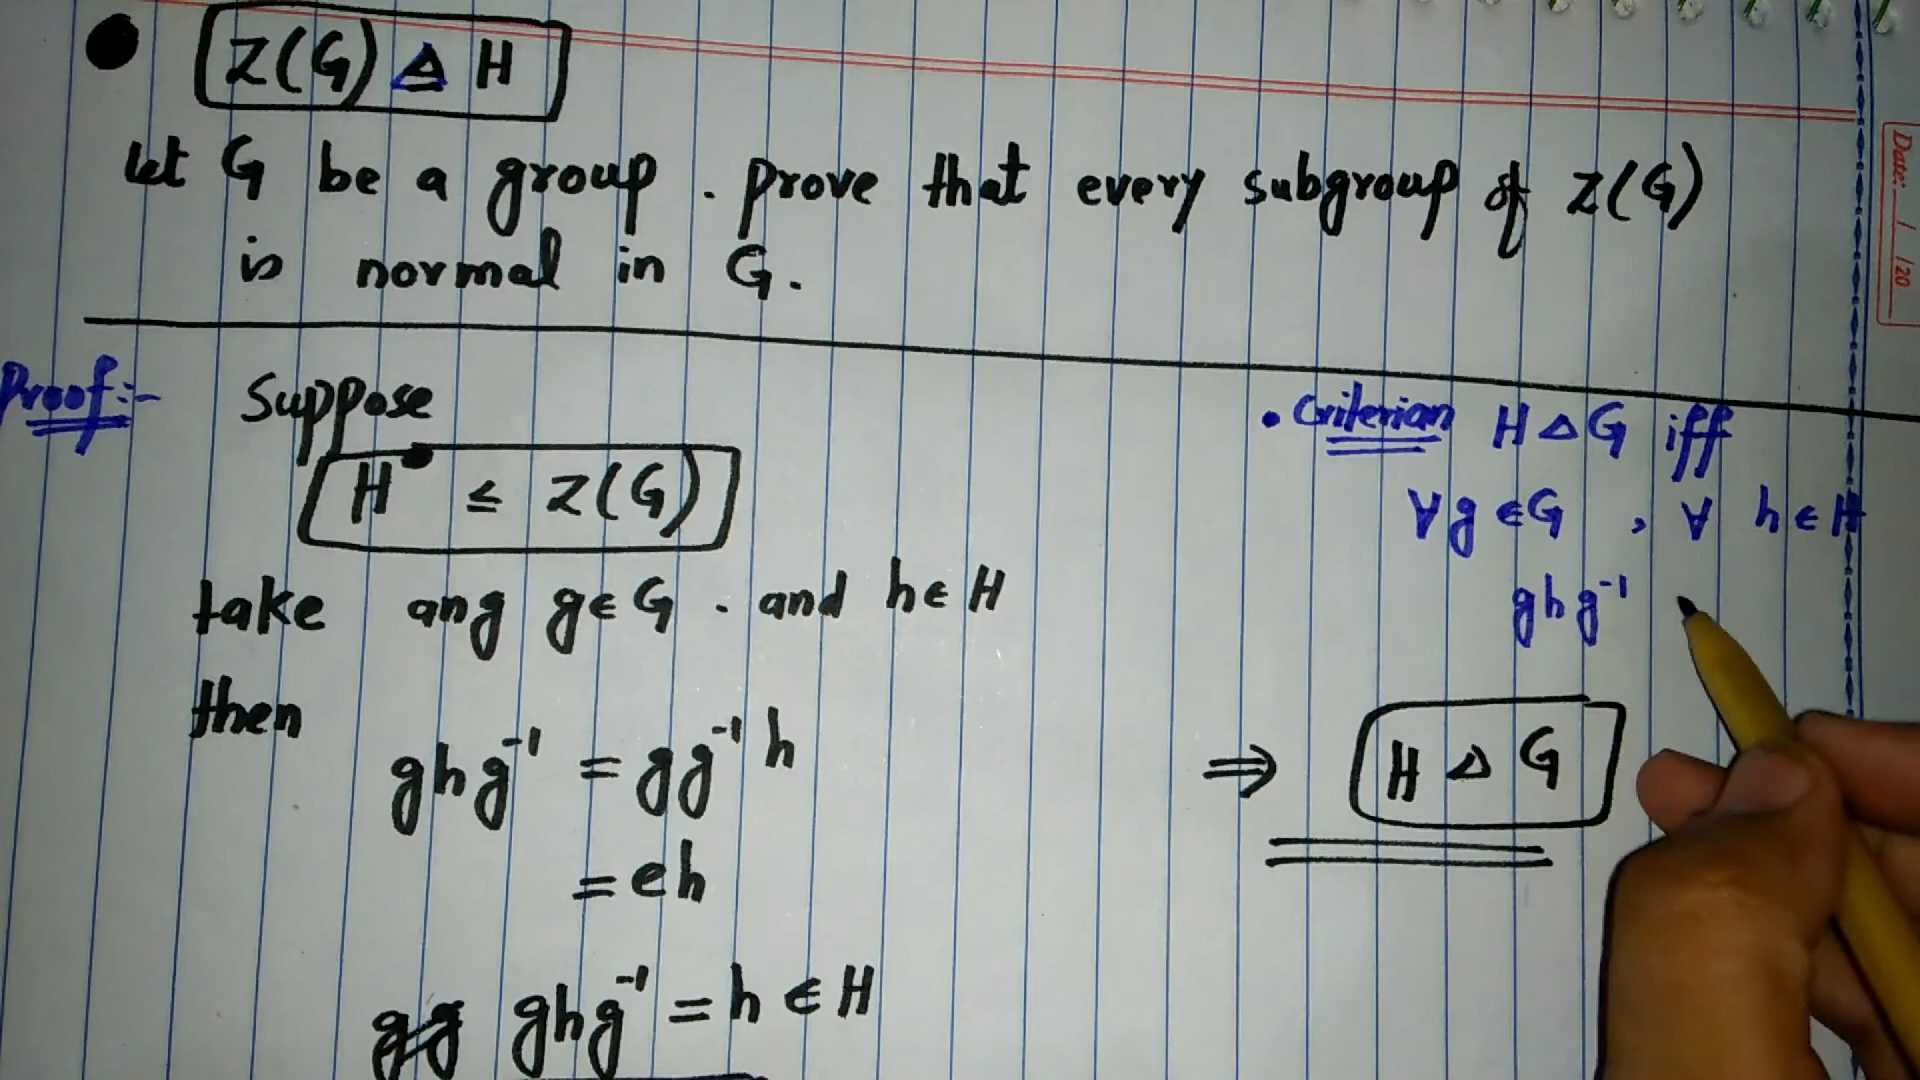 Z(G) ⊴ H
Let G be a group. prove that every subgroup of Z(G)
is normal in G.
Proof:-
Suppose
H ≤ Z(G)
take any g∈G. and h∈H
then
ghg⁻¹ = gg⁻¹h
= eh
ghg⁻¹ = h ∈ H
• Criterian H Δ G iff
∀g∈G, ∀ h∈H
ghg⁻¹
⇒ H Δ G
Date: / /20